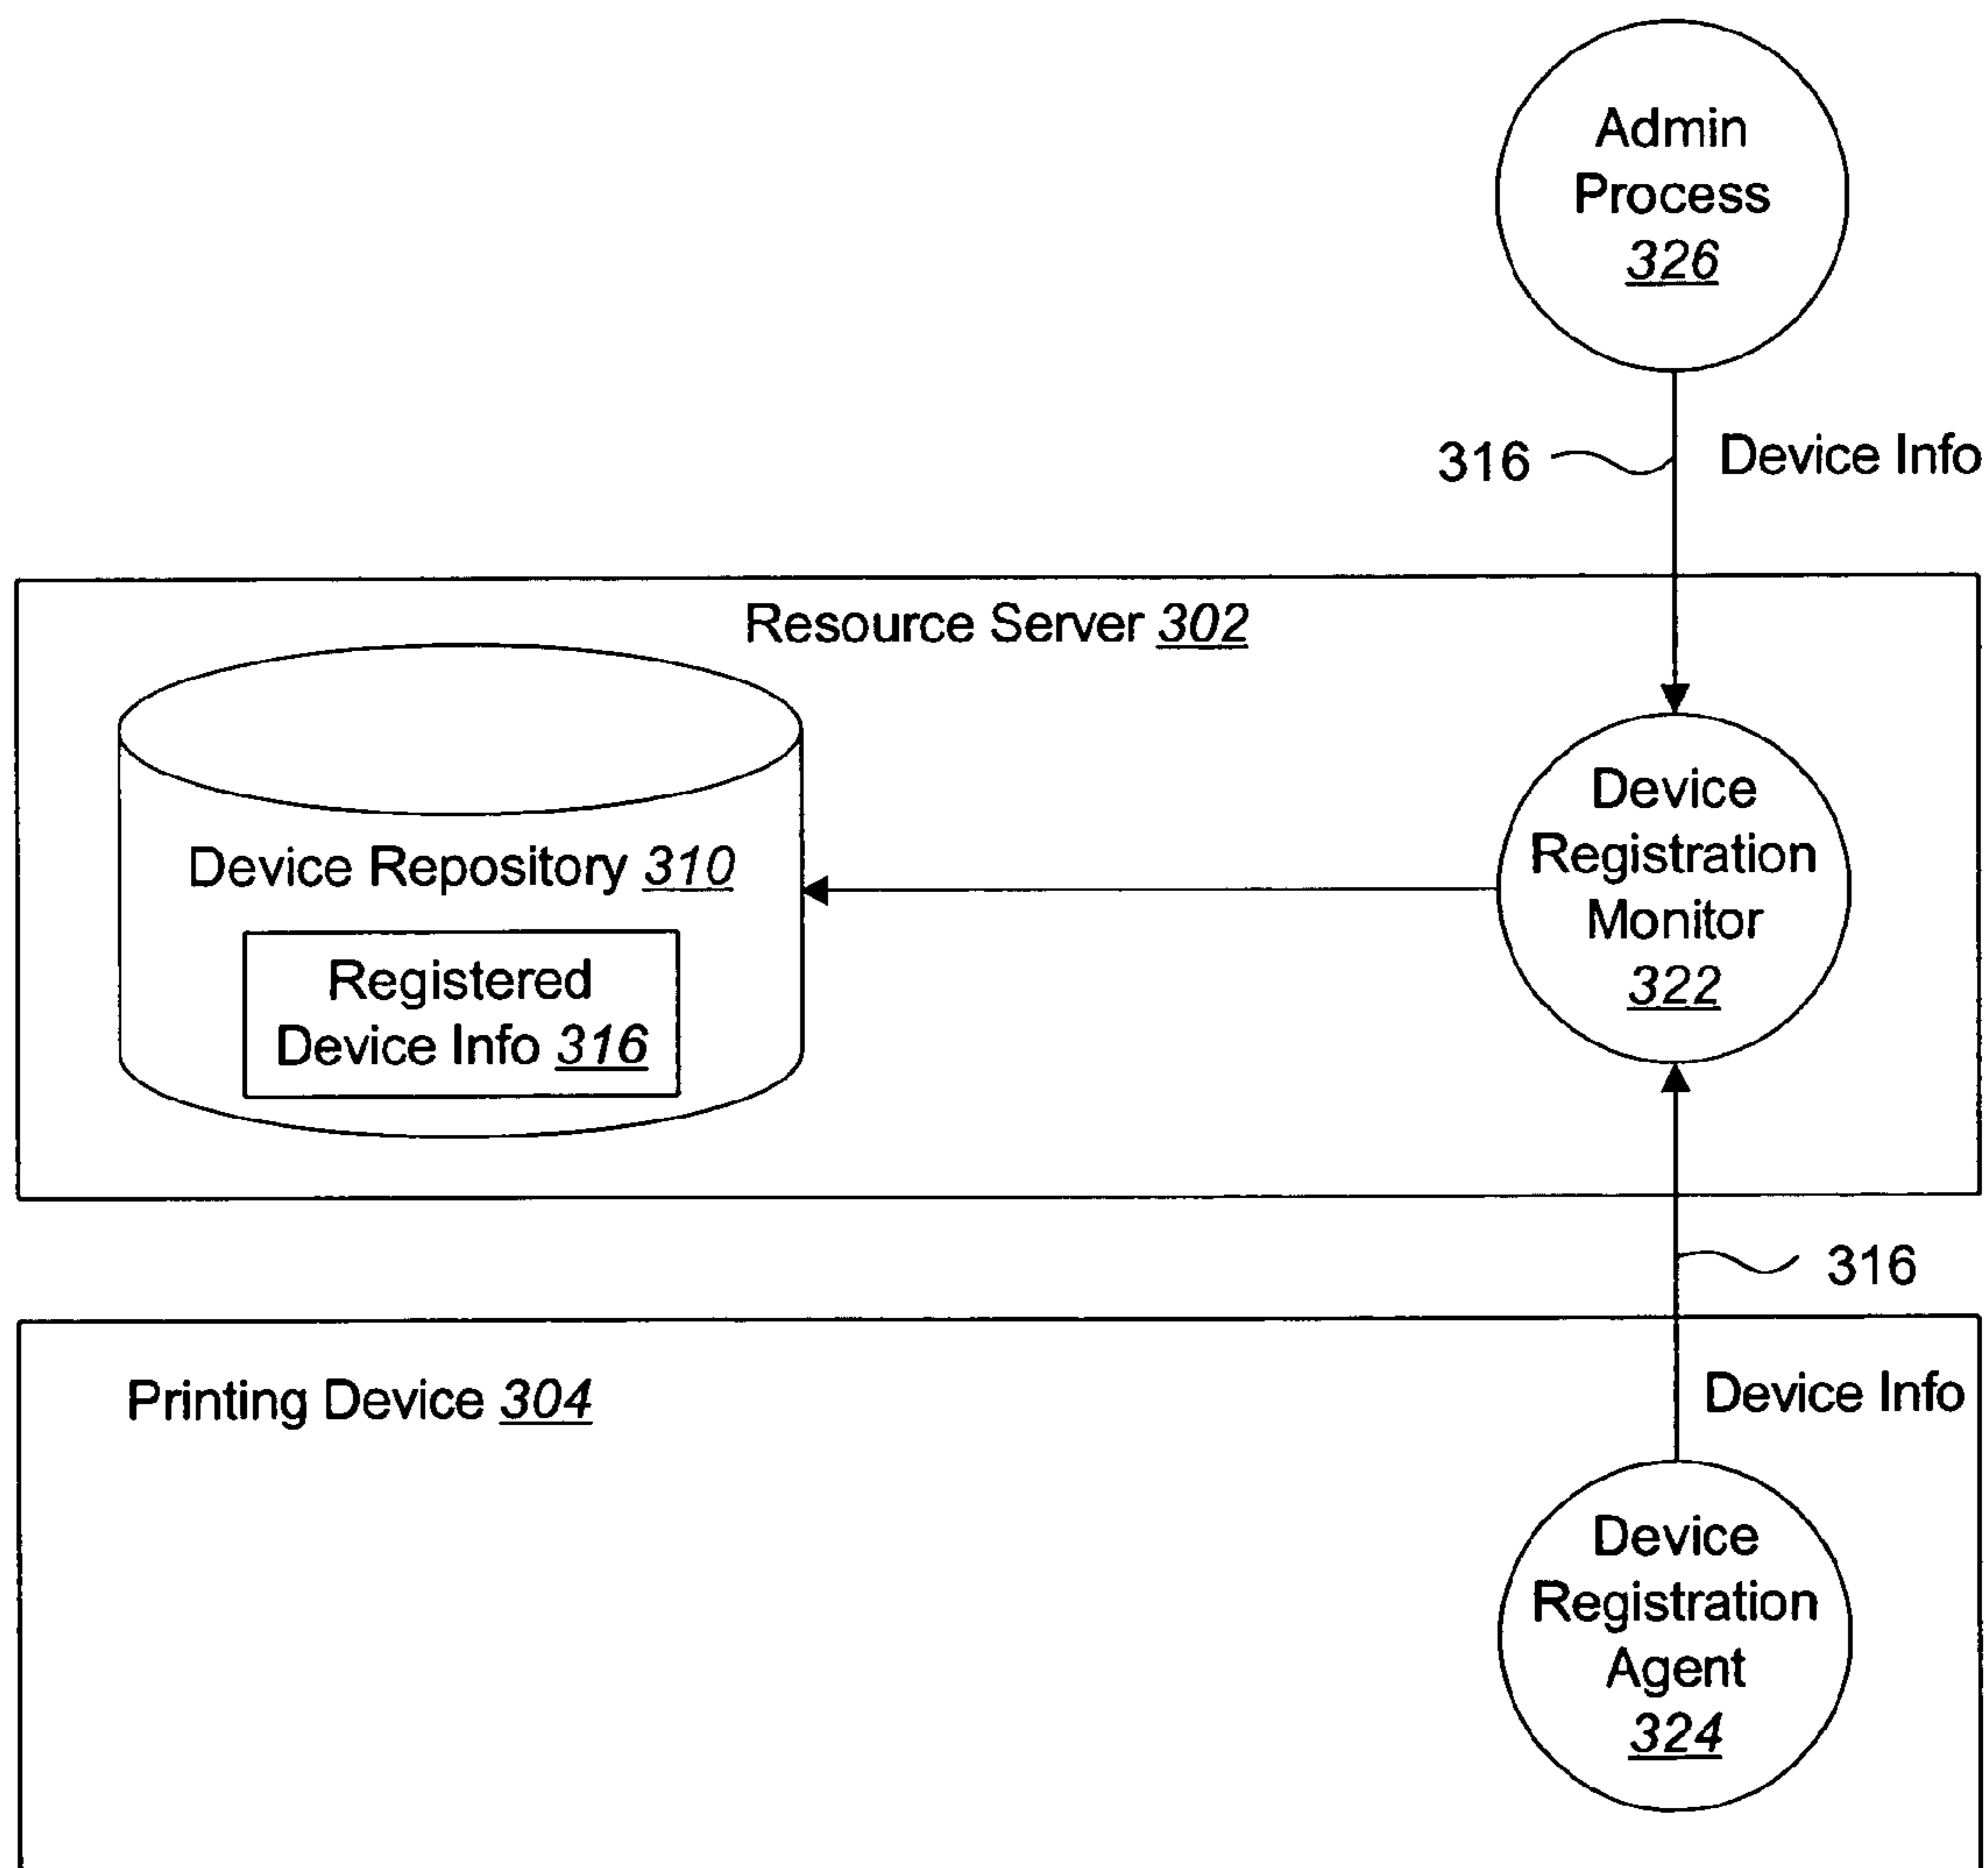 Admin
Process
326
316
Device Info
Resource Server 302
Device
Registration
Monitor
322
Device Repository 310
Registered
Device Info 316
316
Printing Device 304
Device Info
Device
Registration
Agent
324